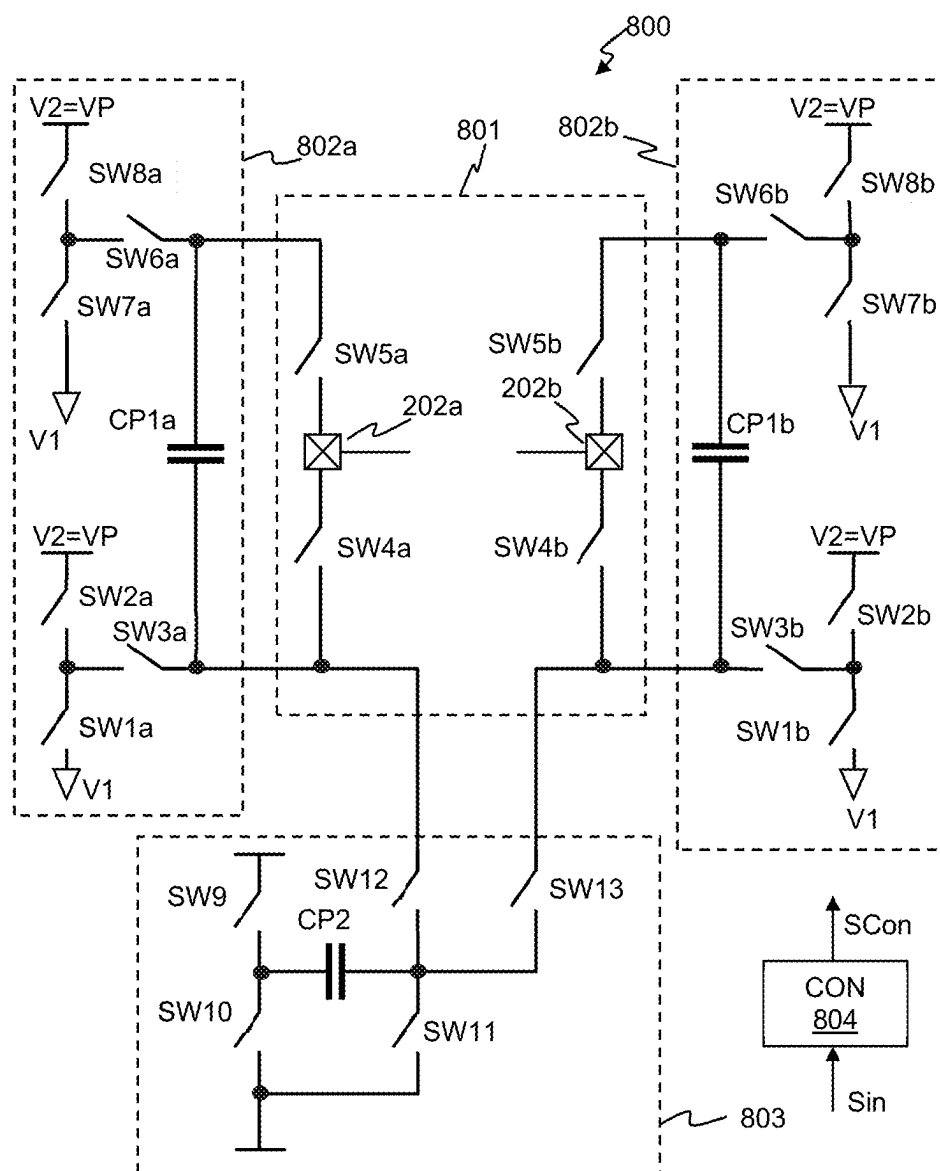 800
V2=VP
802a
801
802b
V2=VP
SW8a
SW6b
SW8b
SW6a
SW7a
SW7b
SW5a
SW5b
202a
202b
V1
CP1a
CP1b
V1
V2=VP
SW4a
SW4b
V2=VP
SW2a
SW3a
SW3b
SW2b
SW1a
SW1b
V1
V1
SW9
SW12
SW13
CP2
SCon
SW10
SW11
CON
804
Sin
803